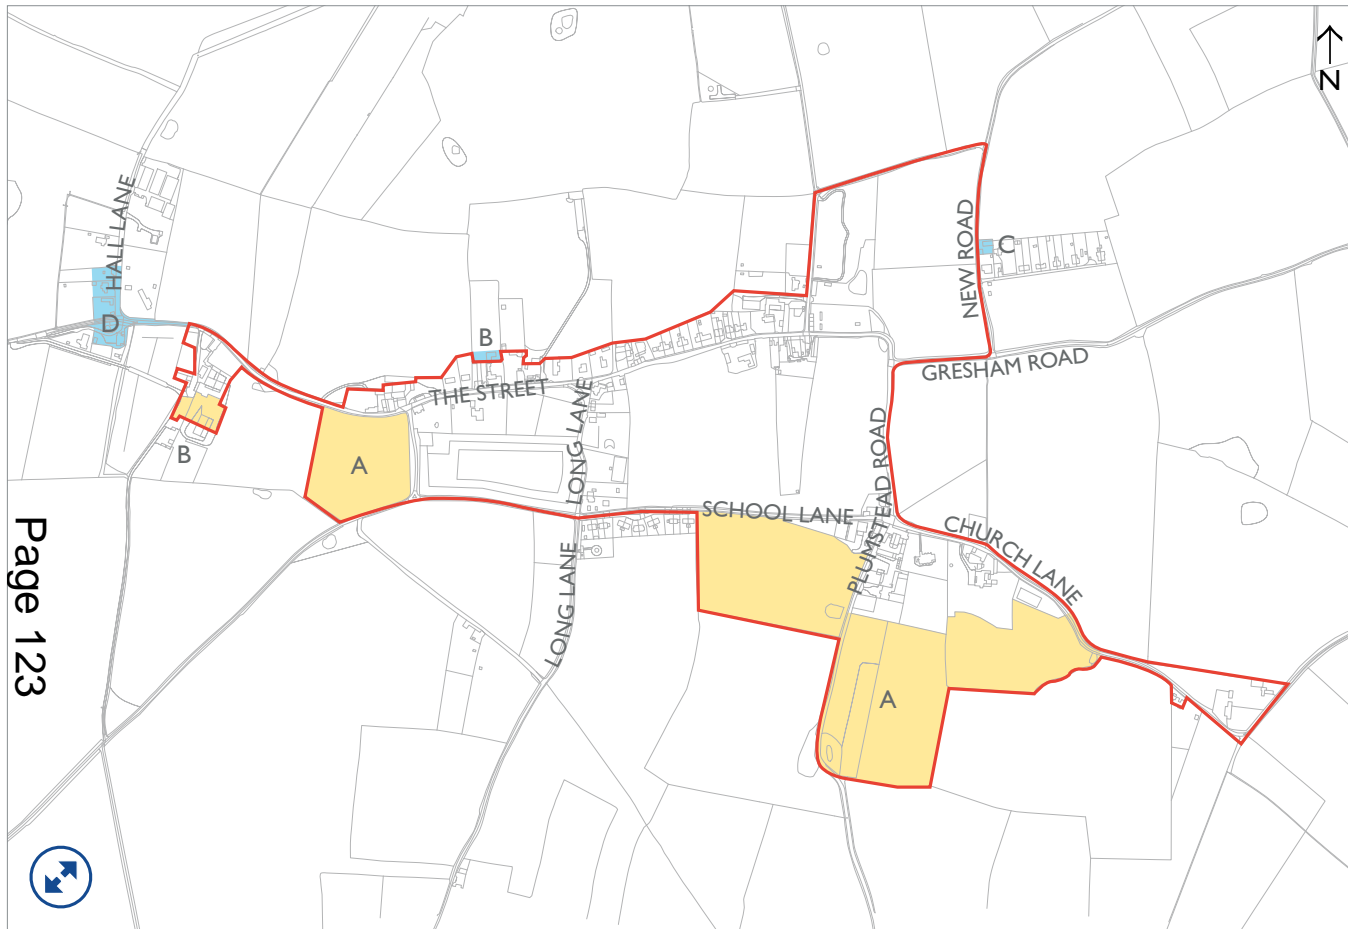 N
HALL LANE
NEW ROAD
C
D
B
GRESHAM ROAD
THE STREET
LONG LANE
PLUMSTEAD ROAD
B
A
SCHOOL LANE
CHURCH LANE
LONG LANE
A
Page 123